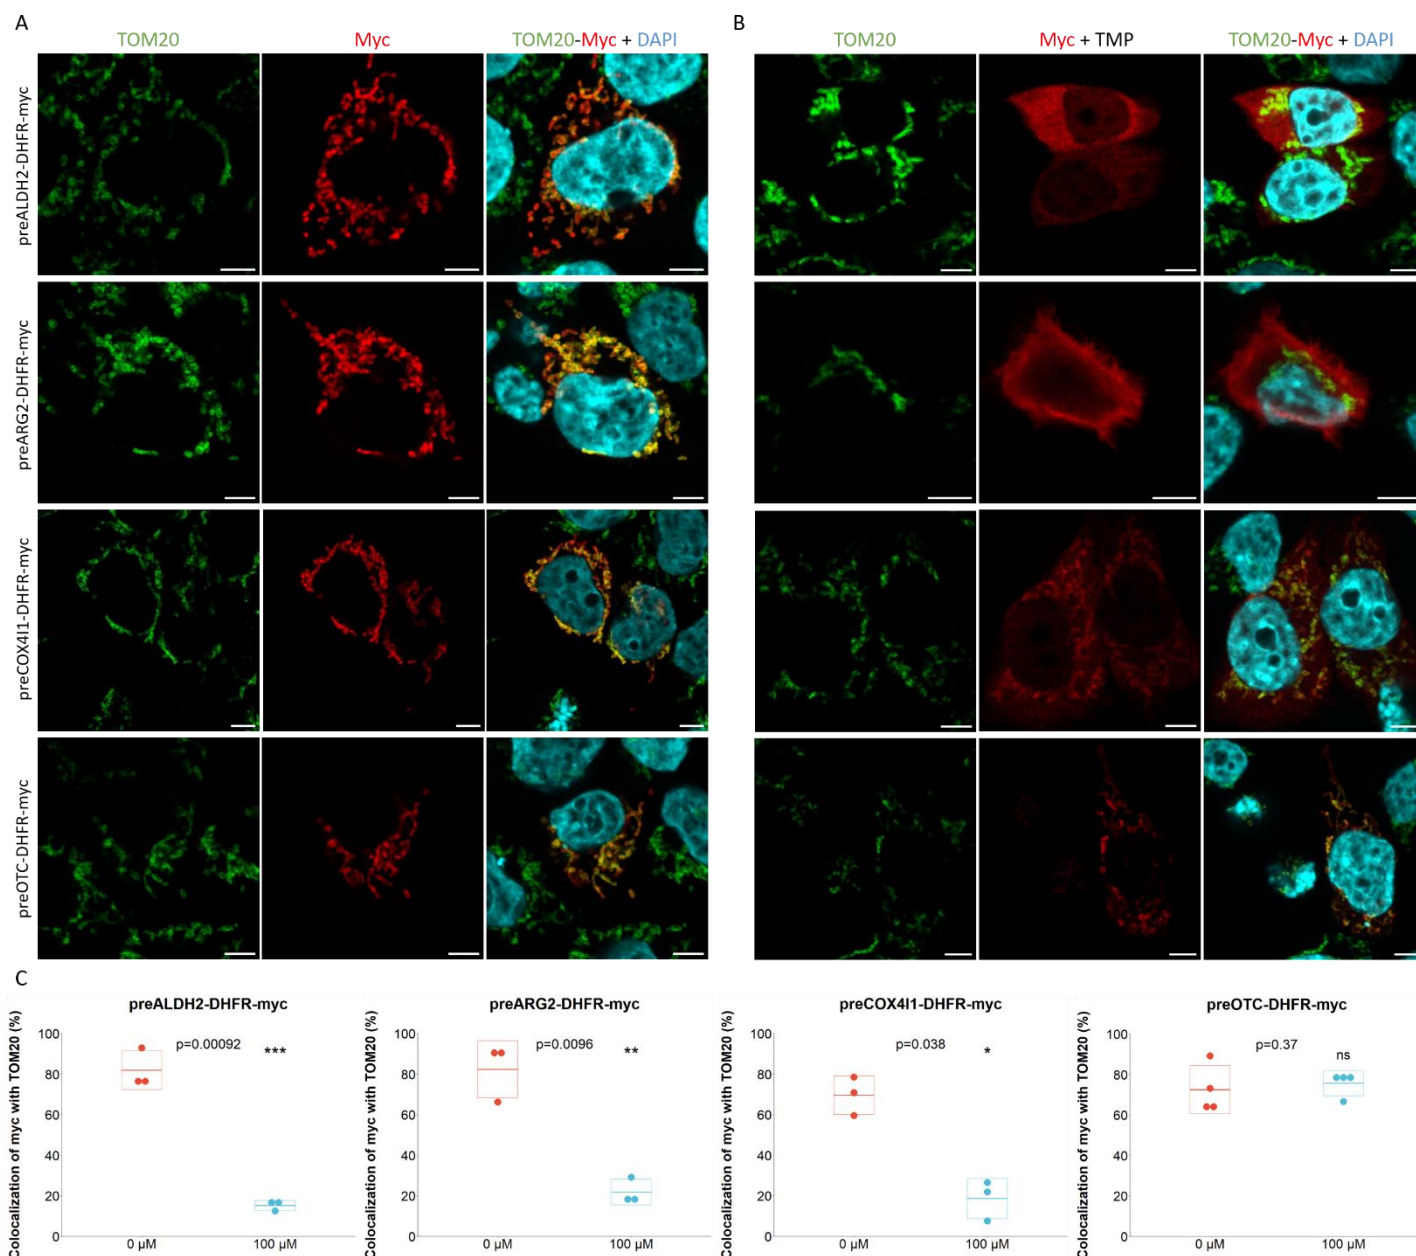 A
B
TOM20 Myc TOM20-Myc + DAPI
TOM20 Myc + TMP TOM20-Myc + DAPI
preALDH2-DHFR-myc
preARG2-DHFR-myc
preCOX4I1-DHFR-myc
preOTC-DHFR-myc
C
preALDH2-DHFR-myc
Colocalization of myc with TOM20 (%)
100
80
60
40
20
0
p=0.00092 ***
0 µM 100 µM
preARG2-DHFR-myc
Colocalization of myc with TOM20 (%)
100
80
60
40
20
0
p=0.0096 **
0 µM 100 µM
preCOX4I1-DHFR-myc
Colocalization of myc with TOM20 (%)
100
80
60
40
20
0
p=0.038 *
0 µM 100 µM
preOTC-DHFR-myc
Colocalization of myc with TOM20 (%)
100
80
60
40
20
0
p=0.37 ns
0 µM 100 µM